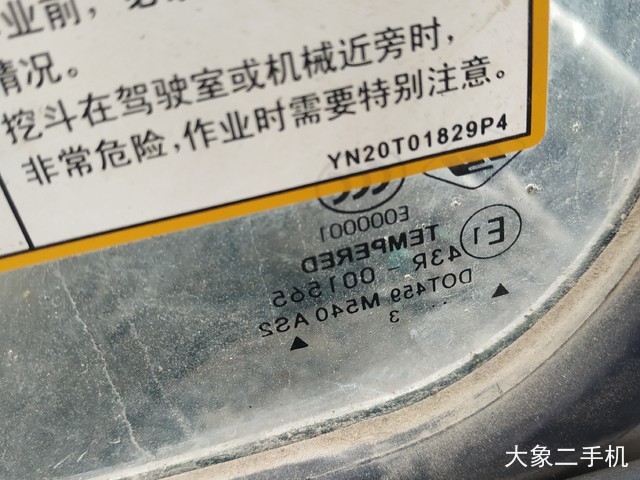 业前，必
情况。
挖斗在驾驶室或机械近旁时，
非常危险，作业时需要特别注意。
YN20T01829P4
CCC
E000001
E1
TEMPERED
43R - 001565
DOT459 M540 AS2
... 3
大象二手机